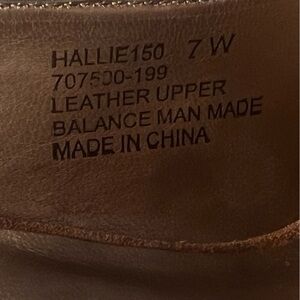 HALLIE150 7 W
707500-199
LEATHER UPPER
BALANCE MAN MADE
MADE IN CHINA